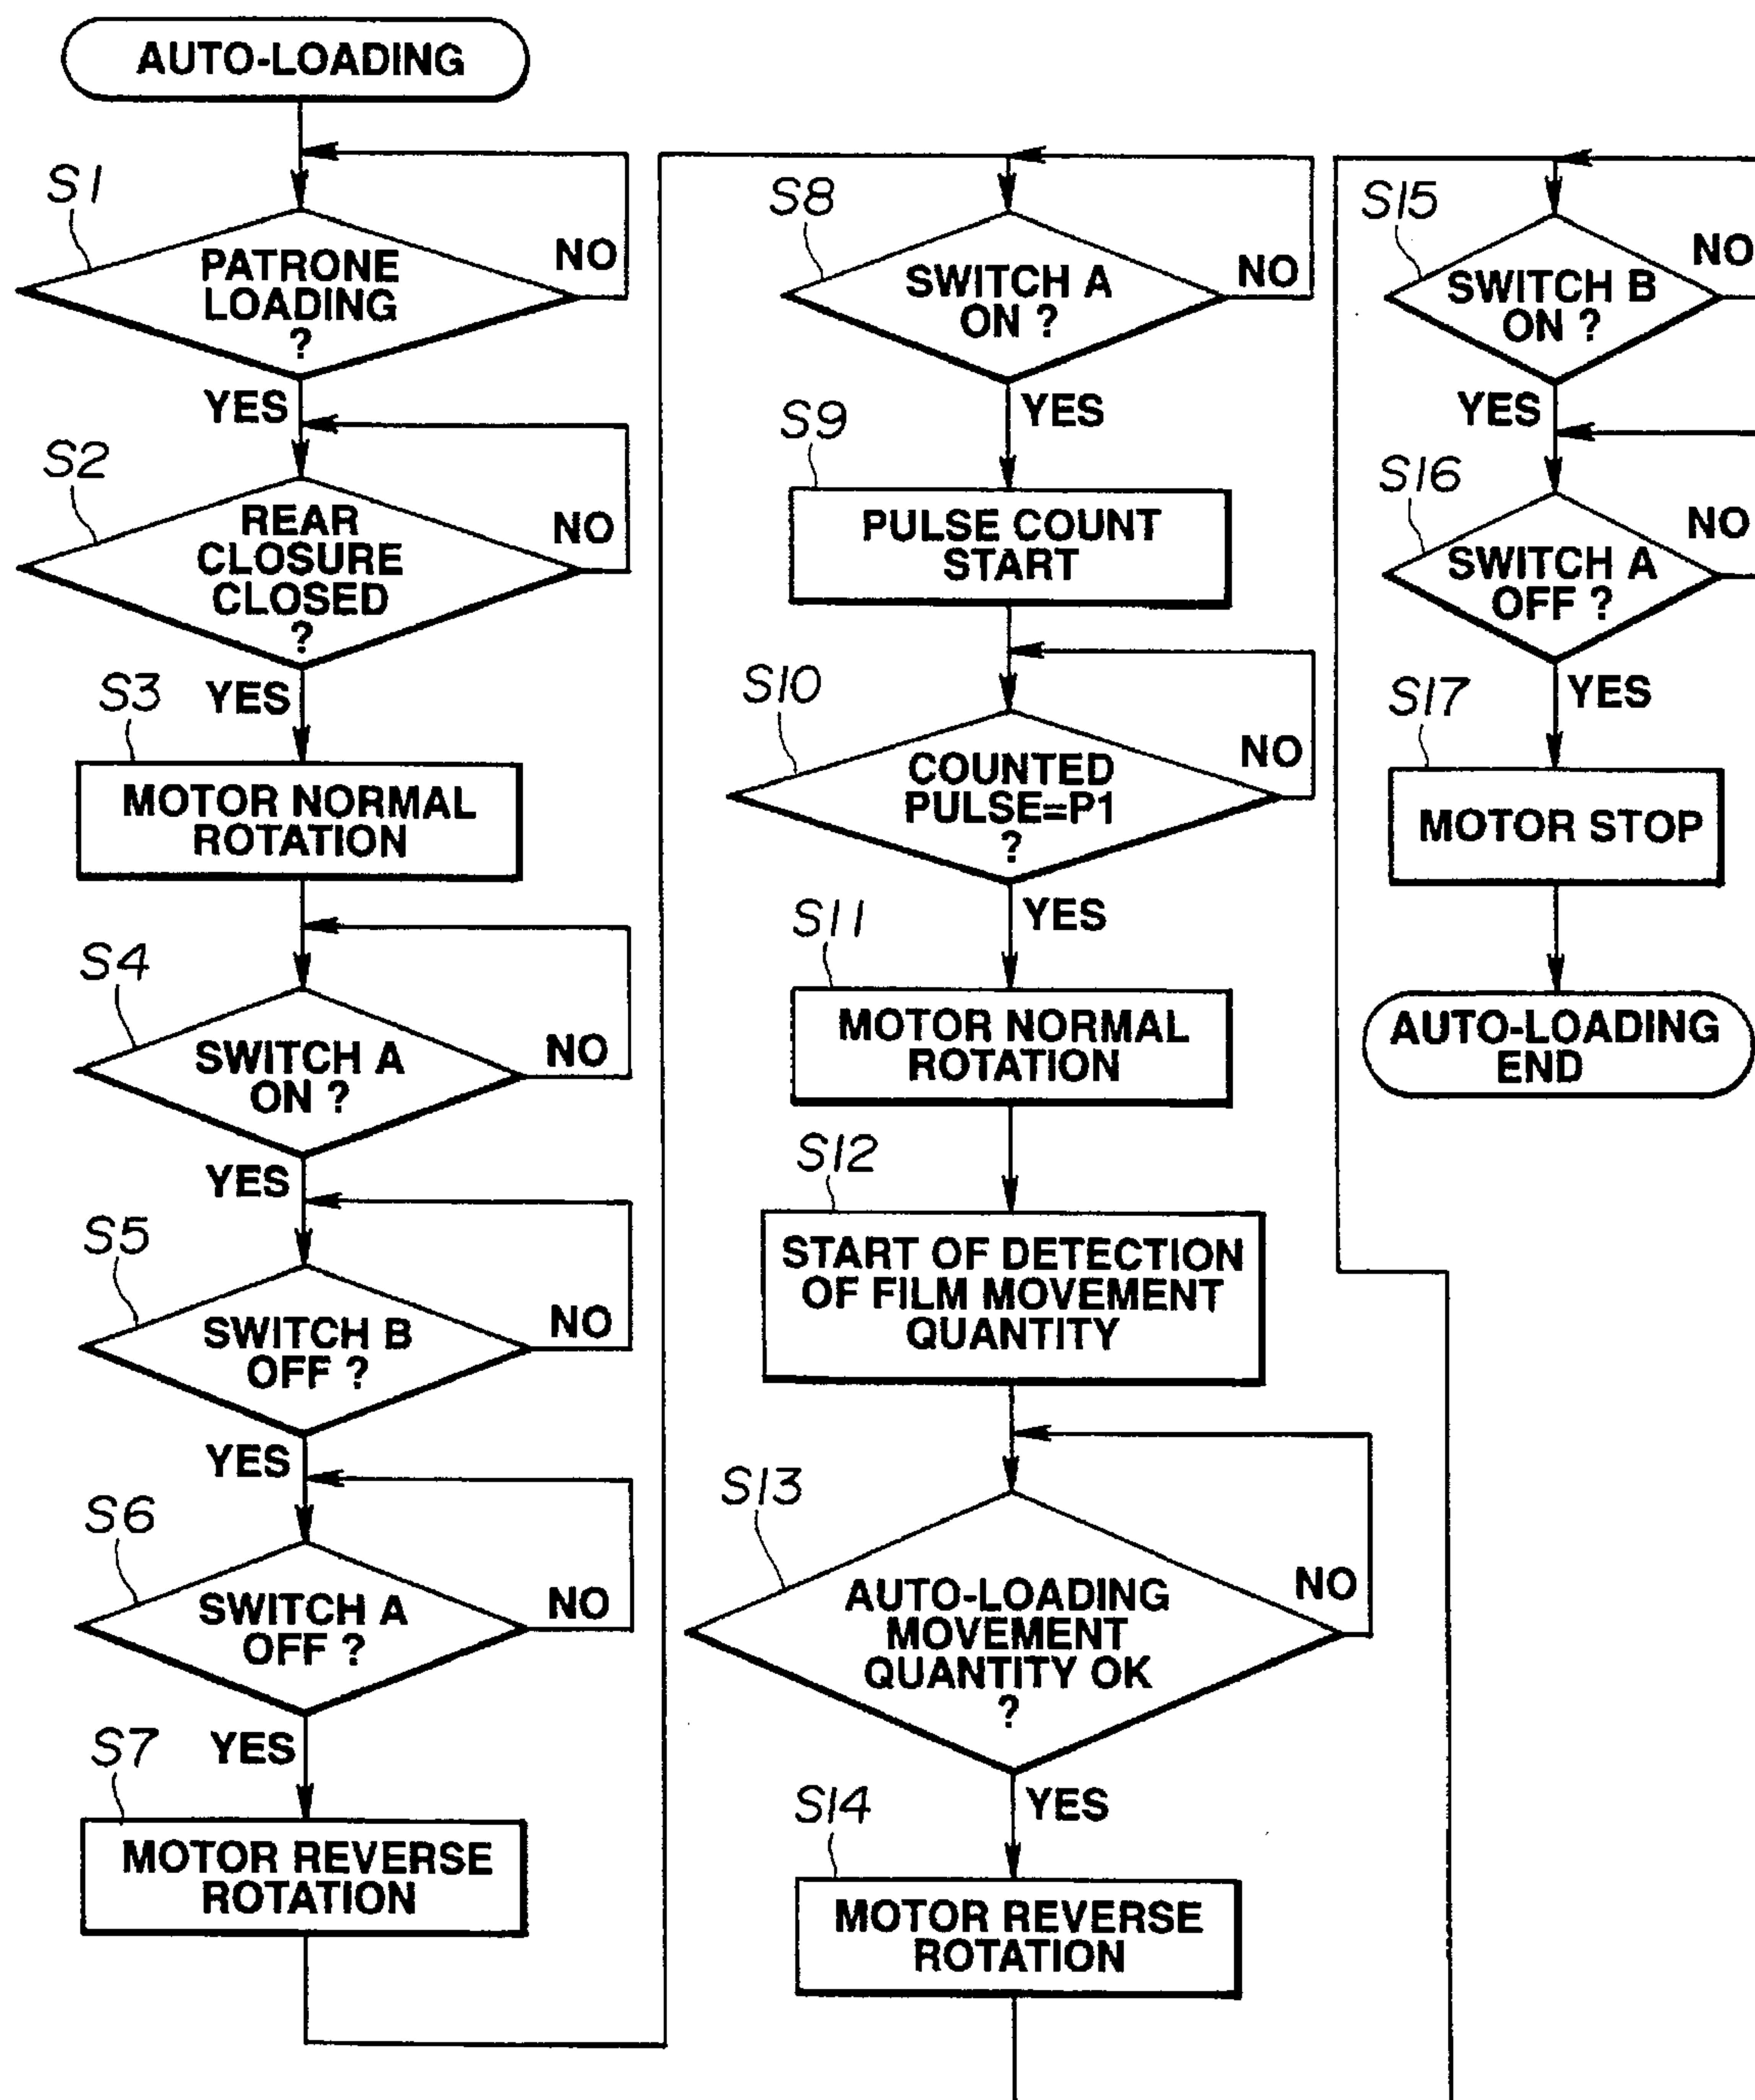 AUTO-LOADING
S1
PATRONE
LOADING
?
NO
YES
S2
REAR
CLOSURE
CLOSED
?
NO
YES
S3
MOTOR NORMAL
ROTATION
S4
SWITCH A
ON ?
NO
YES
S5
SWITCH B
OFF ?
NO
YES
S6
SWITCH A
OFF ?
NO
YES
S7
MOTOR REVERSE
ROTATION
S8
SWITCH A
ON ?
NO
YES
S9
PULSE COUNT
START
S10
COUNTED
PULSE=P1
?
NO
YES
S11
MOTOR NORMAL
ROTATION
S12
START OF DETECTION
OF FILM MOVEMENT
QUANTITY
S13
AUTO-LOADING
MOVEMENT
QUANTITY OK
?
NO
YES
S14
MOTOR REVERSE
ROTATION
S15
SWITCH B
ON ?
NO
YES
S16
SWITCH A
OFF ?
NO
YES
S17
MOTOR STOP
AUTO-LOADING
END